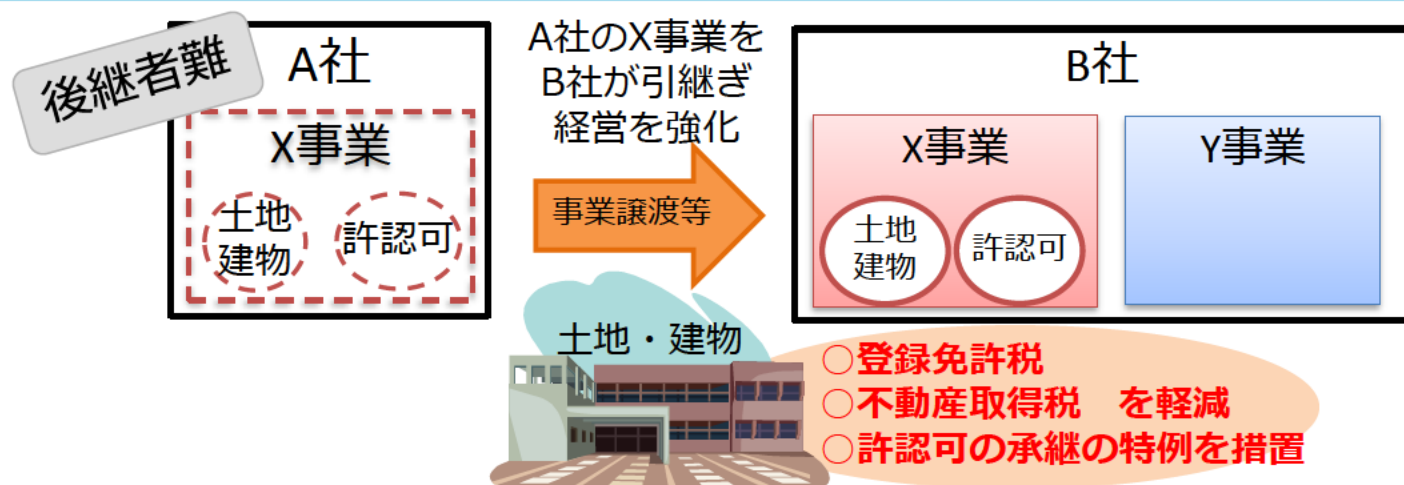 後継者難
A社
X事業
土地
建物
許認可
A社のX事業を
B社が引継ぎ
経営を強化
事業譲渡等
B社
X事業
土地
建物
許認可
Y事業
土地・建物
○登録免許税
○不動産取得税　を軽減
○許認可の承継の特例を措置